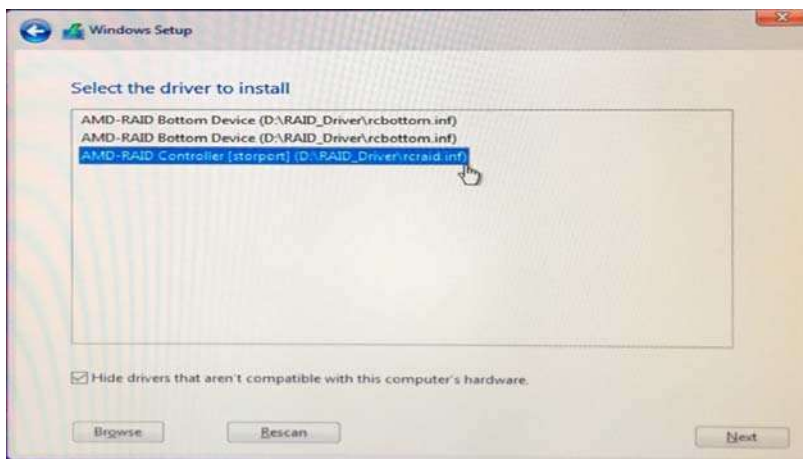 Windows Setup
Select the driver to install
AMD-RAID Bottom Device (D:\RAID_Driver\rcbottom.inf)
AMD-RAID Bottom Device (D:\RAID_Driver\rcbottom.inf)
AMD-RAID Controller [storport] (D:\RAID_Driver\rcraid.inf)
Hide drivers that aren't compatible with this computer's hardware.
Browse
Rescan
Next